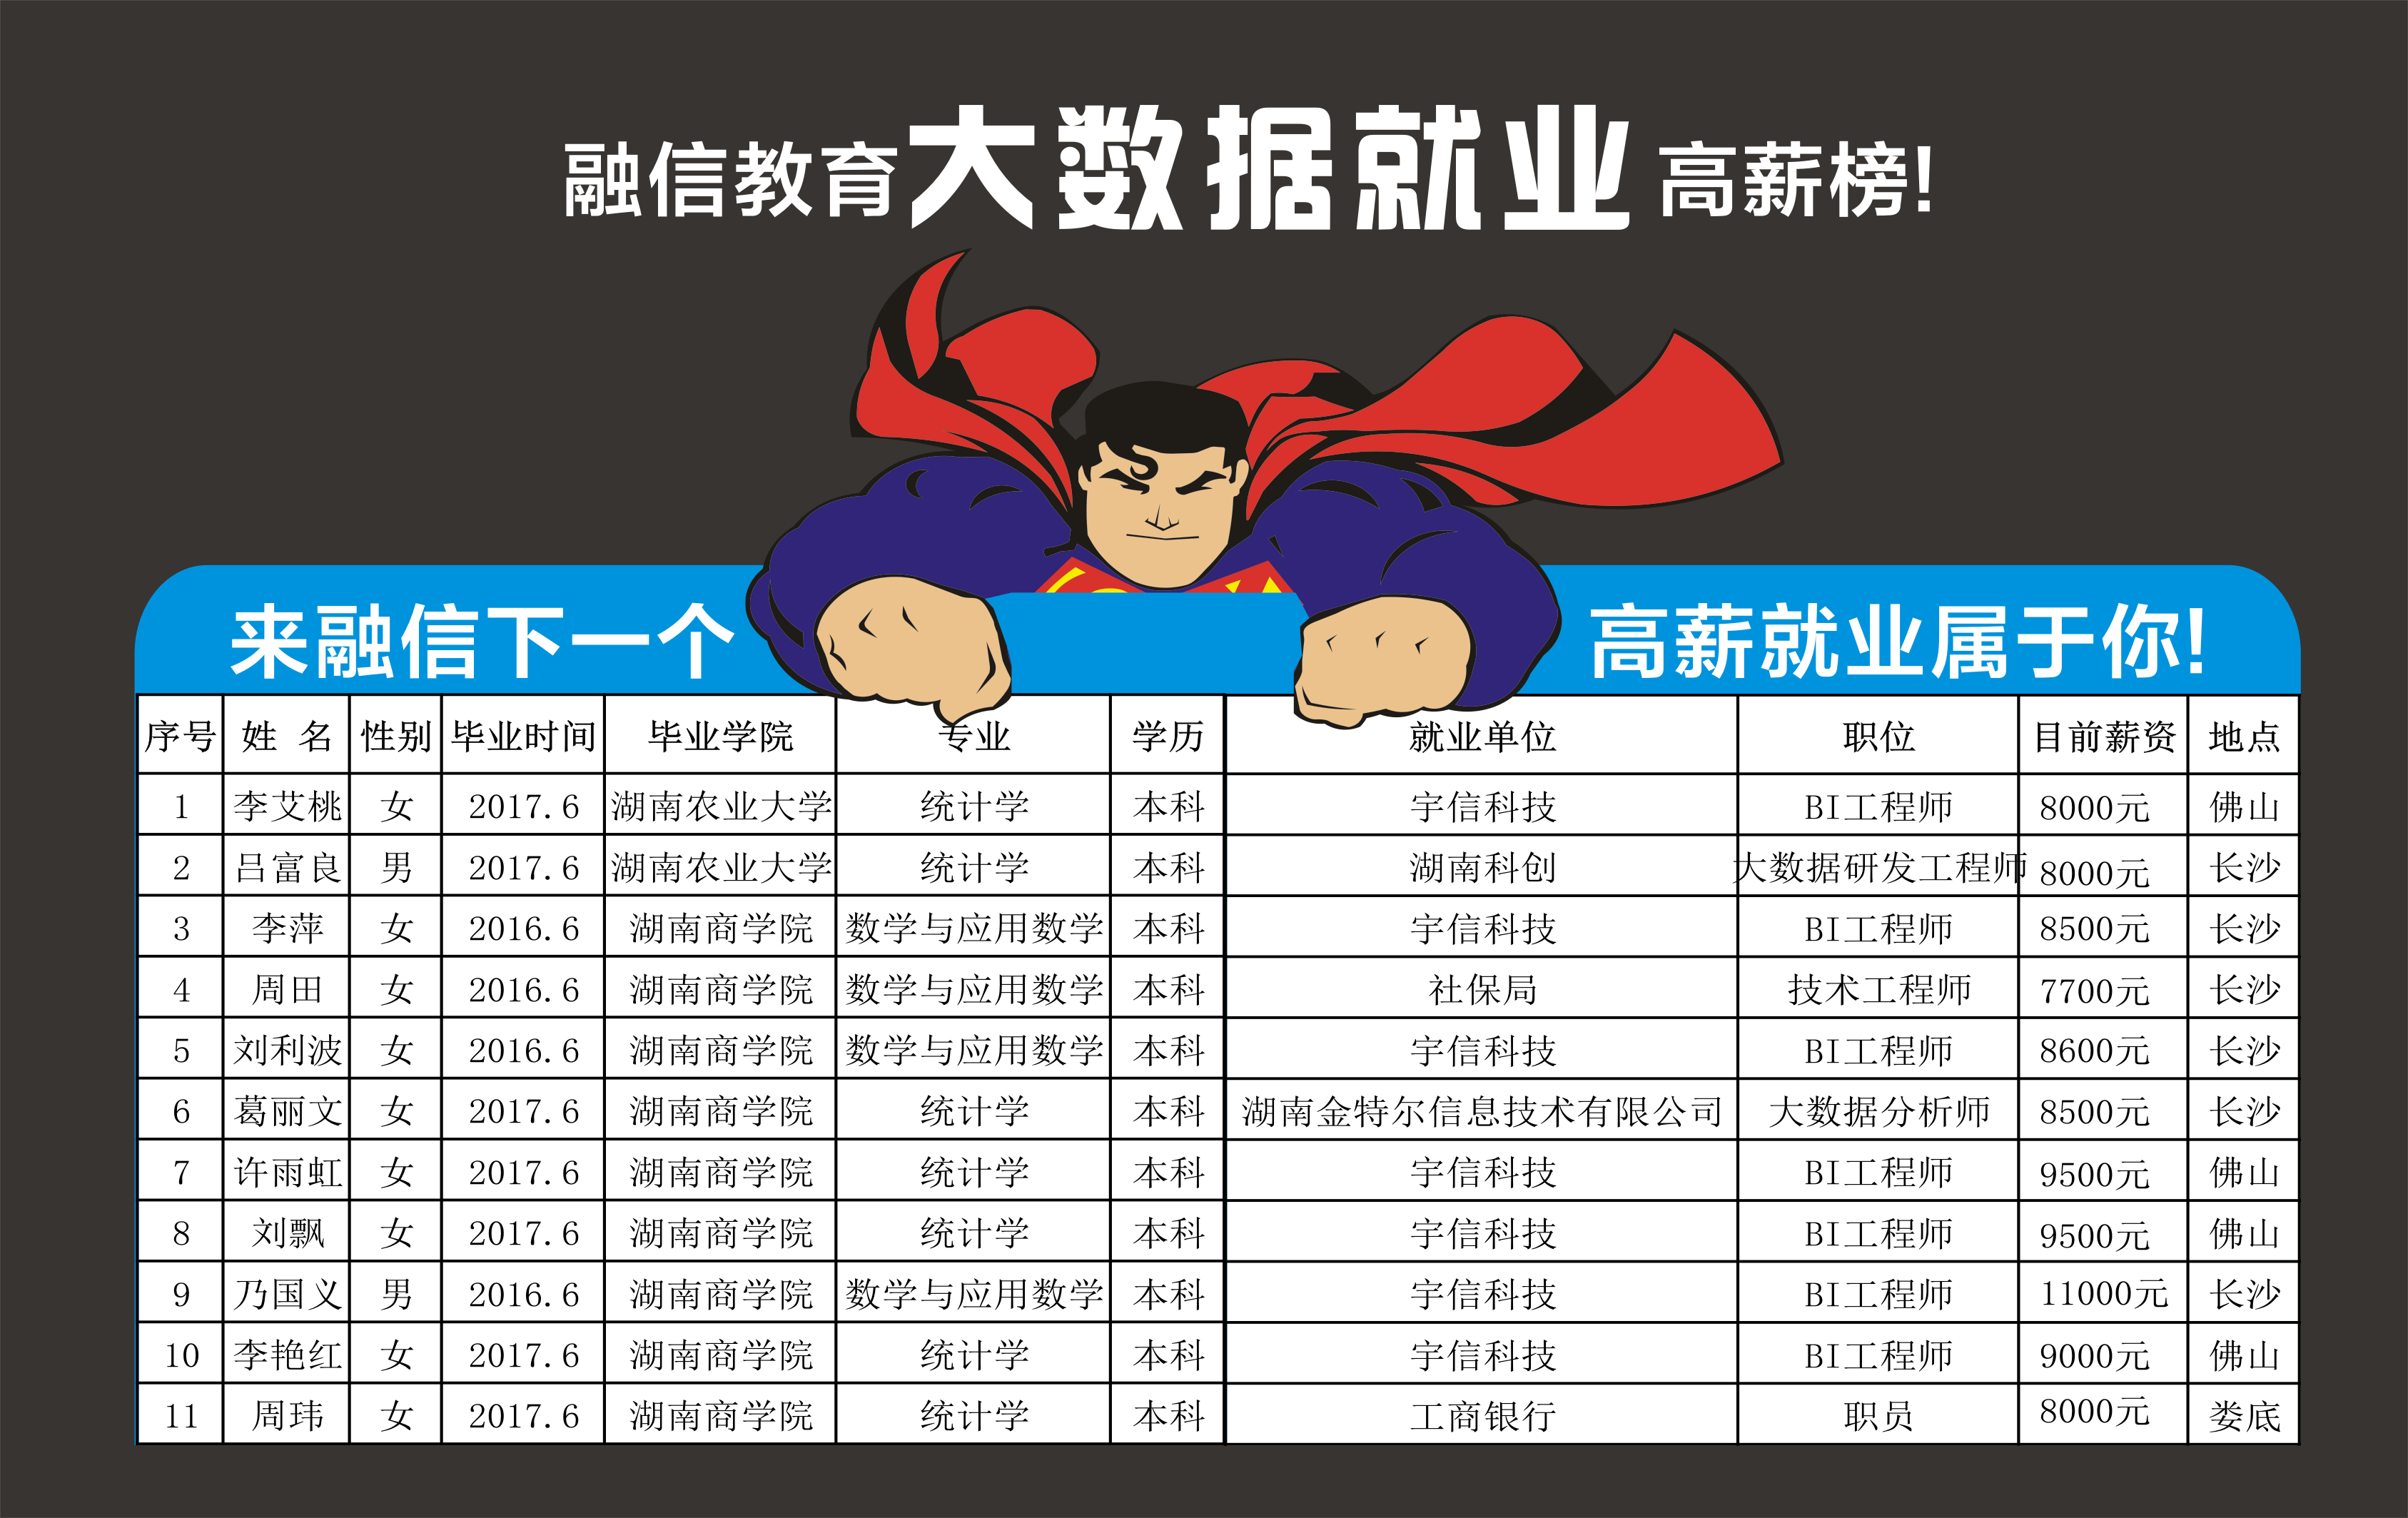 融信教育大数据就业高薪榜!
来融信下一个 高薪就业属于你!
序号 姓 名 性别 毕业时间 毕业学院 专业 学历 就业单位 职位 目前薪资 地点
1 李艾桃 女 2017.6 湖南农业大学 统计学 本科 宇信科技 BI工程师 8000元 佛山
2 吕富良 男 2017.6 湖南农业大学 统计学 本科 湖南科创 大数据研发工程师 8000元 长沙
3 李萍 女 2016.6 湖南商学院 数学与应用数学 本科 宇信科技 BI工程师 8500元 长沙
4 周田 女 2016.6 湖南商学院 数学与应用数学 本科 社保局 技术工程师 7700元 长沙
5 刘利波 女 2016.6 湖南商学院 数学与应用数学 本科 宇信科技 BI工程师 8600元 长沙
6 葛丽文 女 2017.6 湖南商学院 统计学 本科 湖南金特尔信息技术有限公司 大数据分析师 8500元 长沙
7 许雨虹 女 2017.6 湖南商学院 统计学 本科 宇信科技 BI工程师 9500元 佛山
8 刘飘 女 2017.6 湖南商学院 统计学 本科 宇信科技 BI工程师 9500元 佛山
9 乃国义 男 2016.6 湖南商学院 数学与应用数学 本科 宇信科技 BI工程师 11000元 长沙
10 李艳红 女 2017.6 湖南商学院 统计学 本科 宇信科技 BI工程师 9000元 佛山
11 周玮 女 2017.6 湖南商学院 统计学 本科 工商银行 职员 8000元 娄底